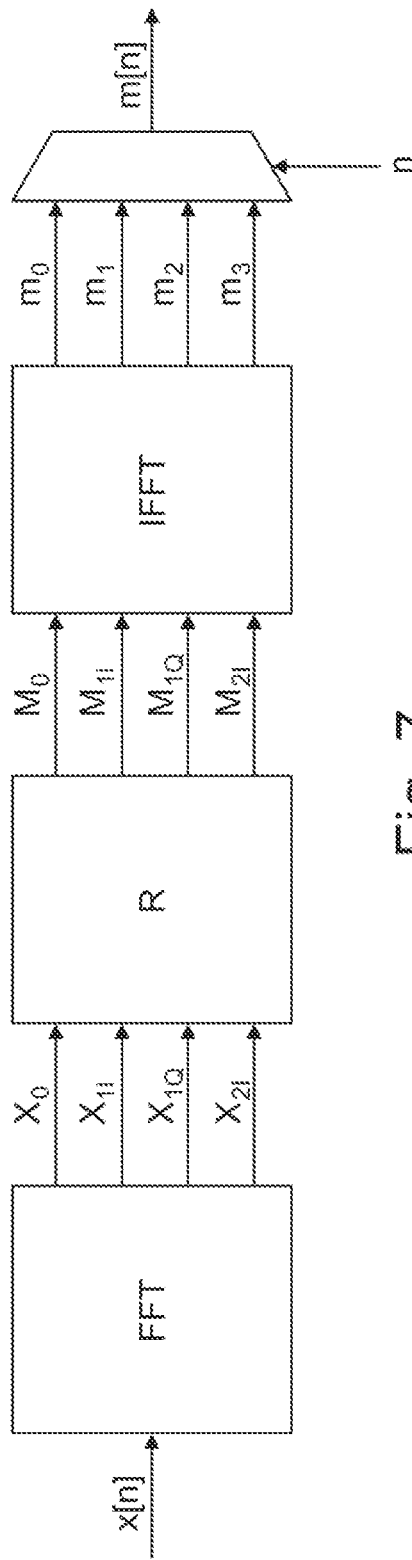 x[n]
FFT
X₀
X₁I
X₁Q
X₂I
R
M₀
M₁I
M₁Q
M₂I
IFFT
m₀
m₁
m₂
m₃
m[n]
n